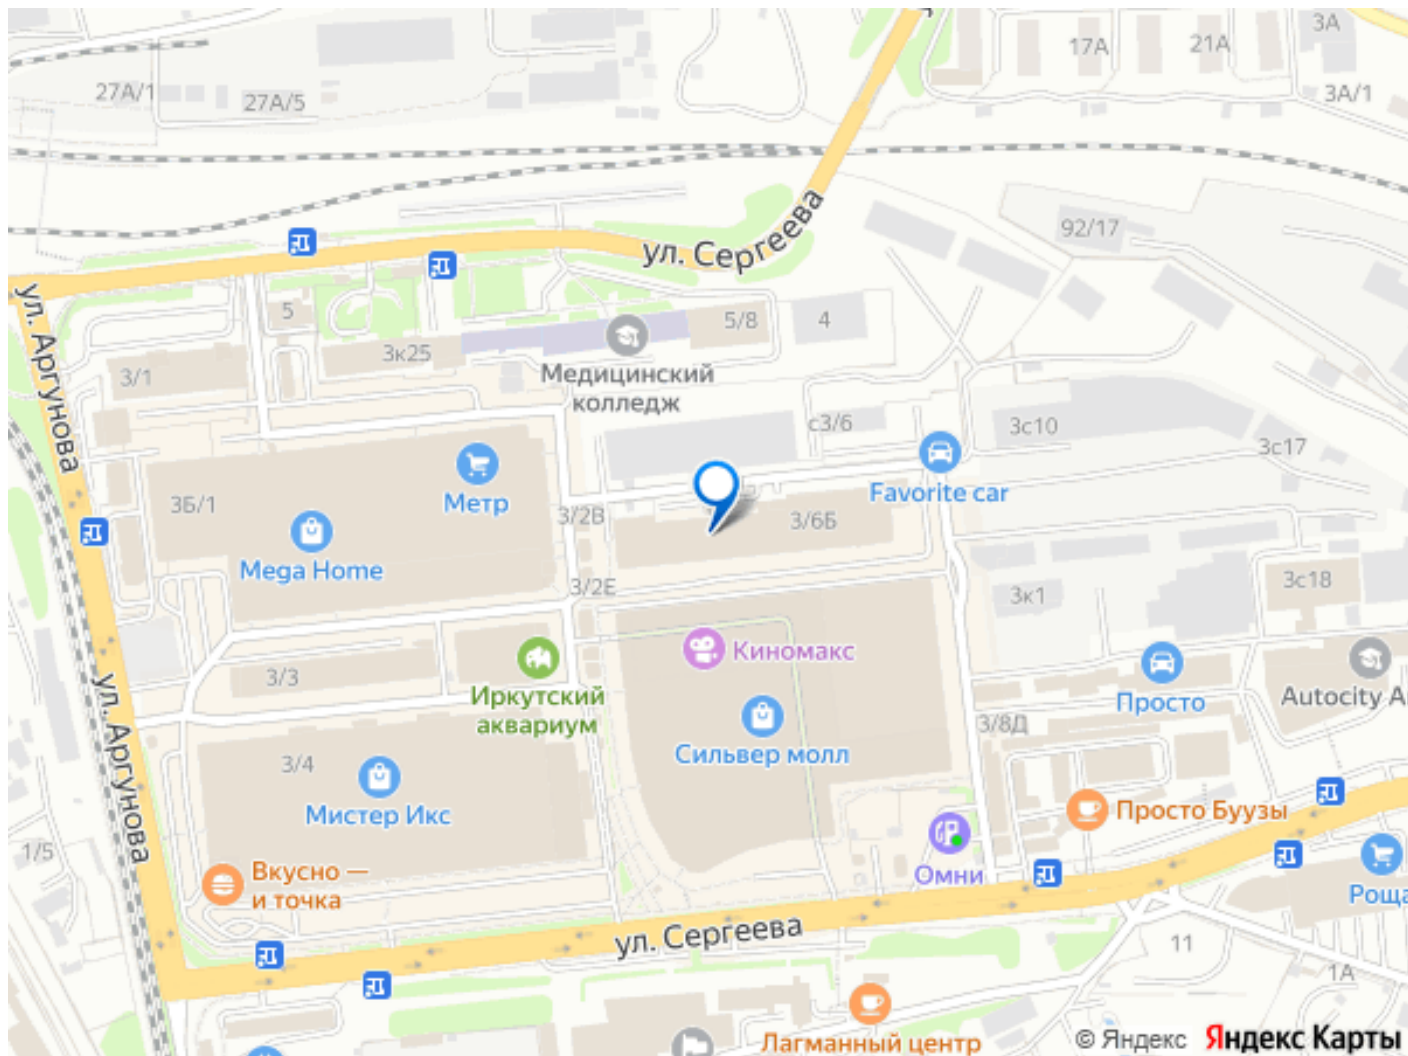 3А
17А
21А
27А/1
27А/5
3А/1
92/17
ул. Сергеева
ул. Аргунова
5
5/8
4
3к25
3/1
Медицинский
колледж
с3/6
3с10
3с17
Метр
Favorite car
3Б/1
3/2В
3/6Б
Mega Home
3/2Е
3к1
3с18
Киномакс
3/3
Иркутский
аквариум
Просто
Autocity А
ул. Аргунова
3/8Д
Сильвер молл
3/4
Мистер Икс
Просто Буузы
1/5
Вкусно —
и точка
Омни
Роща
ул. Сергеева
11
1А
Лагманный центр
© Яндекс Яндекс Карты